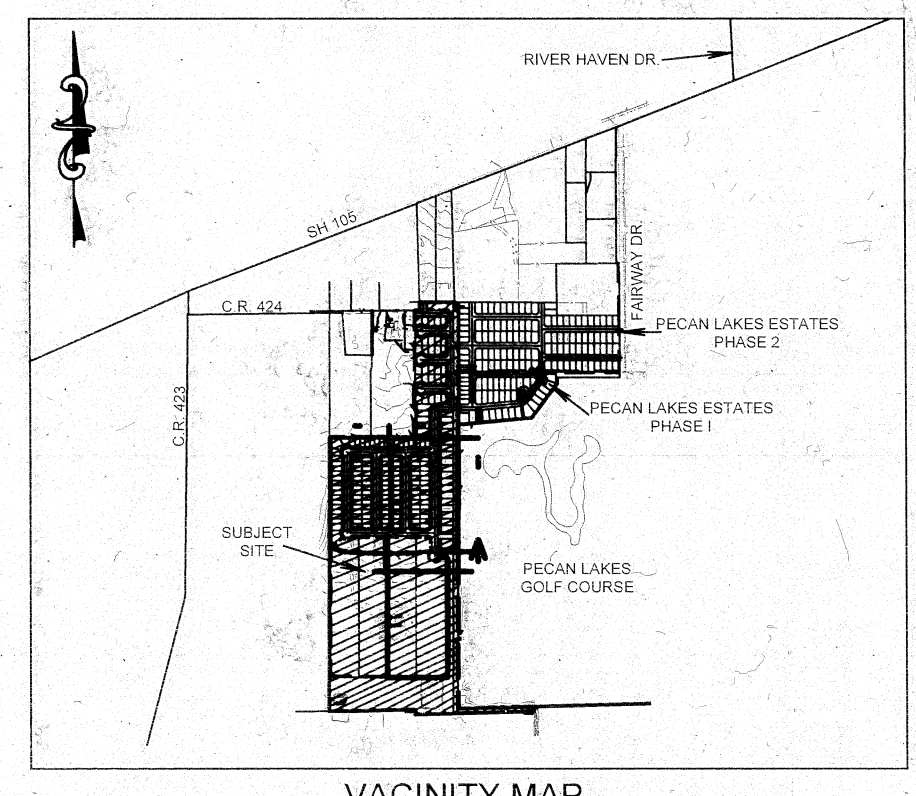 RIVER HAVEN DR.
SH 105
FAIRWAY DR.
C.R. 424
PECAN LAKES ESTATES
PHASE 2
C.R. 423
PECAN LAKES ESTATES
PHASE I
SUBJECT
SITE
PECAN LAKES
GOLF COURSE
VACINITY MAP